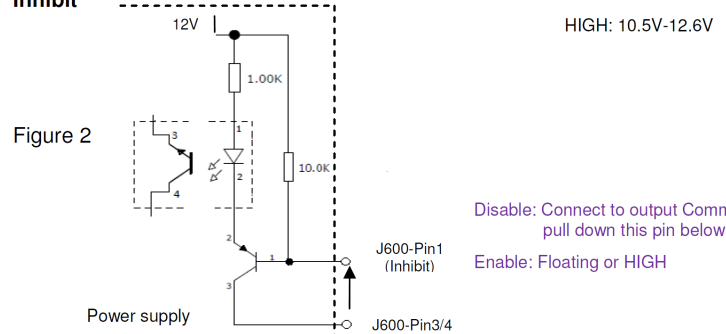 Inhibit
12V
HIGH: 10.5V-12.6V
1.00K
Figure 2
3
1
10.0K
2
4
Disable: Connect to output
pull down this pin below
2
1
J600-Pin1
(Inhibit)
Enable: Floating or HIGH
3
Power supply
J600-Pin3/4